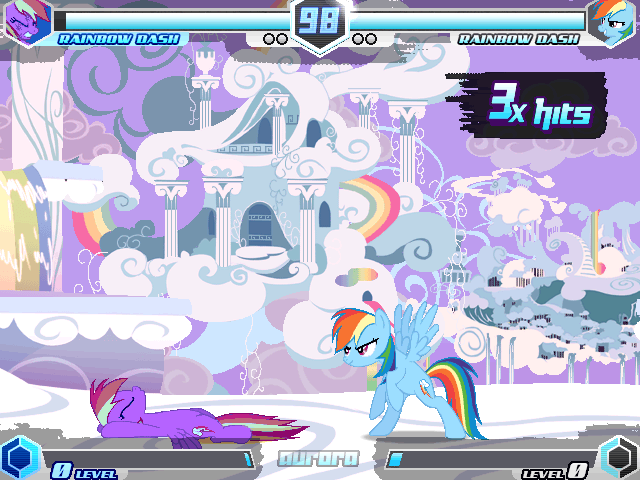 98
RAINBOW DASH
RAINBOW DASH
3x hits
0 LEVEL
aurora
LEVEL 0